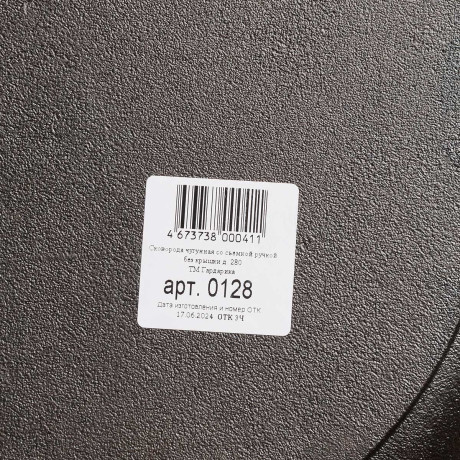 4 673738 000411
Сковорода чугунная со съемной ручкой
без крышки д. 280
ТМ Гардарика
арт. 0128
Дата изготовления и номер ОТК
17.06.2024 ОТК 3Ч